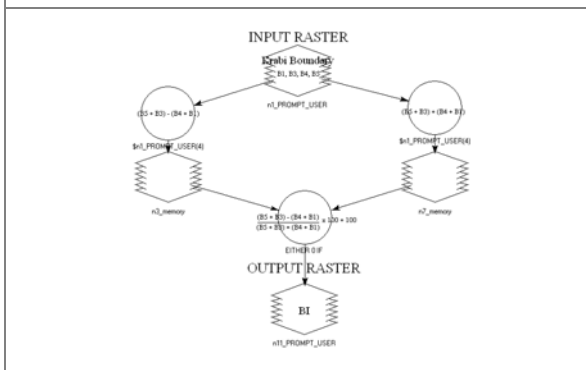 INPUT RASTER
Krabi Boundary
B1, B3, B4, B5
n1_PROMPT_USER
(B5 + B3) - (B4 + B1)
(B5 + B3) + (B4 + B1)
$n1_PROMPT_USER(4)
$n1_PROMPT_USER(4)
n3_memory
n7_memory
(B5 + B3) - (B4 + B1)
(B5 + B3) + (B4 + B1)
x 100 + 100
EITHER 0 IF
OUTPUT RASTER
BI
n11_PROMPT_USER